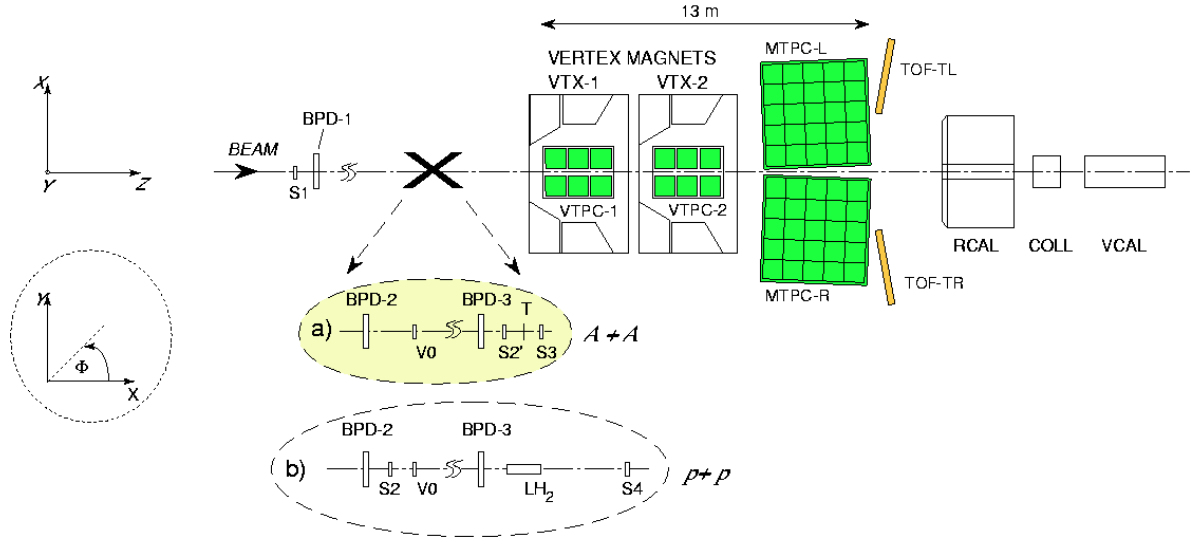 13 m
VERTEX MAGNETS
MTPC-L
VTX-1
VTX-2
TOF-TL
X
Y
Z
BEAM
BPD-1
S1
VTPC-1
VTPC-2
MTPC-R
TOF-TR
RCAL
COLL
VCAL
Y
Φ
X
a)
BPD-2
V0
BPD-3
S2'
T
S3
A+A
b)
BPD-2
S2
V0
BPD-3
LH2
S4
p+p